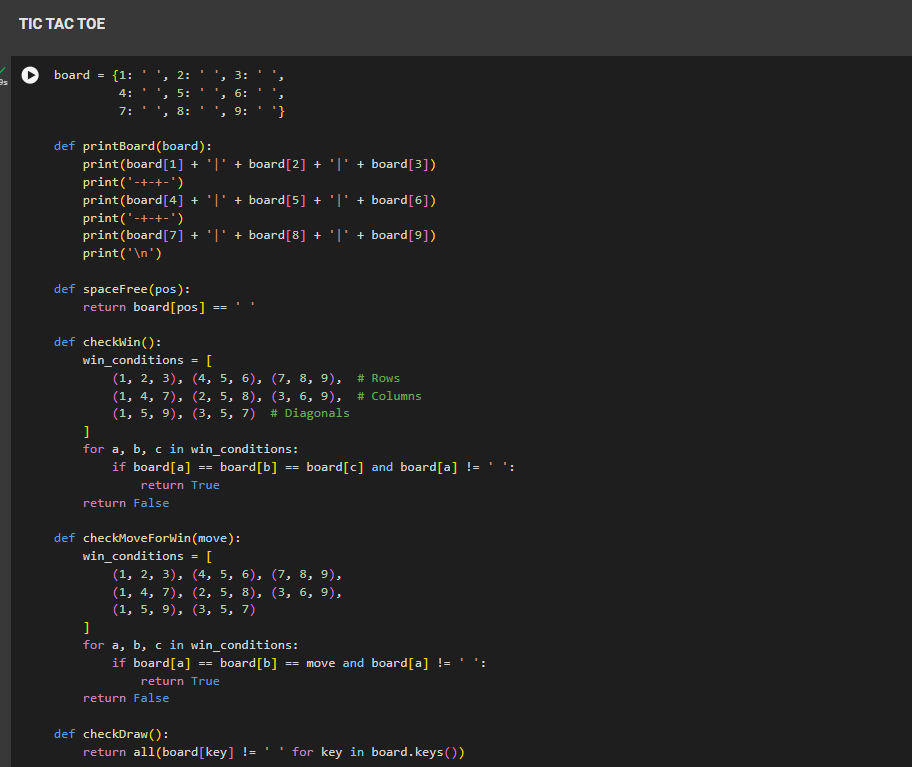 TIC TAC TOE
9s
board = {1: ' ', 2: ' ', 3: ' ',
         4: ' ', 5: ' ', 6: ' ',
         7: ' ', 8: ' ', 9: ' '}

def printBoard(board):
    print(board[1] + '|' + board[2] + '|' + board[3])
    print('-+-+-')
    print(board[4] + '|' + board[5] + '|' + board[6])
    print('-+-+-')
    print(board[7] + '|' + board[8] + '|' + board[9])
    print('\n')

def spaceFree(pos):
    return board[pos] == ' '

def checkWin():
    win_conditions = [
        (1, 2, 3), (4, 5, 6), (7, 8, 9),  # Rows
        (1, 4, 7), (2, 5, 8), (3, 6, 9),  # Columns
        (1, 5, 9), (3, 5, 7)  # Diagonals
    ]
    for a, b, c in win_conditions:
        if board[a] == board[b] == board[c] and board[a] != ' ':
            return True
    return False

def checkMoveForWin(move):
    win_conditions = [
        (1, 2, 3), (4, 5, 6), (7, 8, 9),
        (1, 4, 7), (2, 5, 8), (3, 6, 9),
        (1, 5, 9), (3, 5, 7)
    ]
    for a, b, c in win_conditions:
        if board[a] == board[b] == move and board[a] != ' ':
            return True
    return False

def checkDraw():
    return all(board[key] != ' ' for key in board.keys())